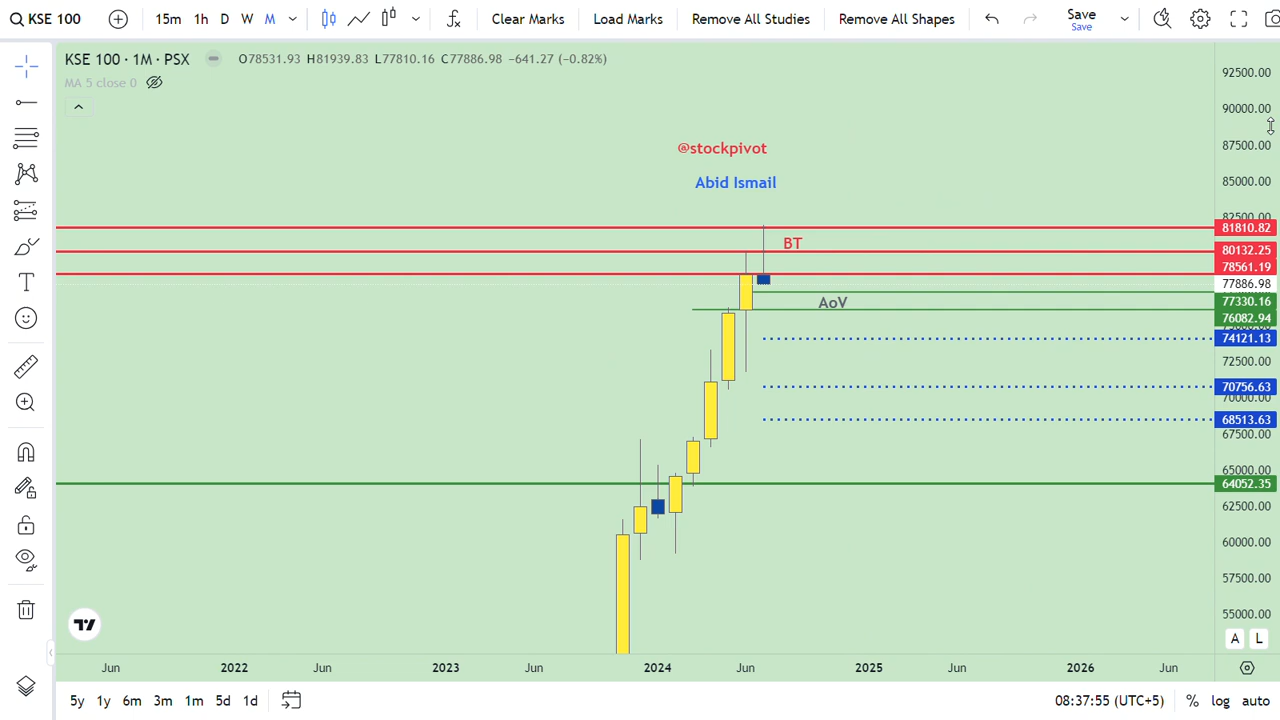 KSE 100 15m 1h D W M Clear Marks Load Marks Remove All Studies Remove All Shapes Save
Save
KSE 100 · 1M · PSX O78531.93 H81939.83 L77810.16 C77886.98 −641.27 (−0.82%)
MA 5 close 0
@stockpivot
Abid Ismail
BT
AoV
92500.00
90000.00
87500.00
85000.00
82500.00
81810.82
80132.25
78561.19
77886.98
77330.16
76082.94
74121.13
72500.00
70756.63
70000.00
68513.63
67500.00
65000.00
64052.35
62500.00
60000.00
57500.00
55000.00
A L
Jun 2022 Jun 2023 Jun 2024 Jun 2025 Jun 2026 Jun
5y 1y 6m 3m 1m 5d 1d 08:37:55 (UTC+5) % log auto